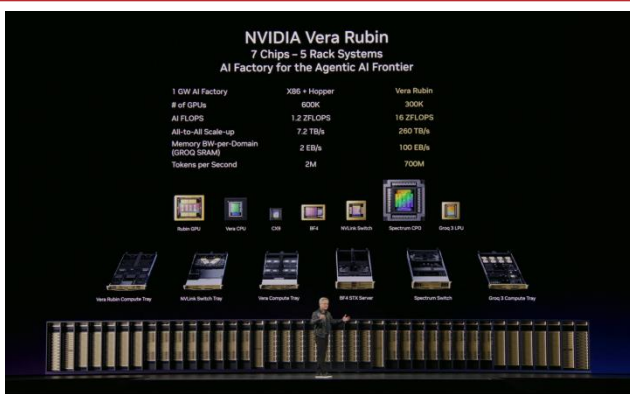 NVIDIA Vera Rubin
7 Chips – 5 Rack Systems
AI Factory for the Agentic AI Frontier
1 GW AI Factory X86 + Hopper Vera Rubin
# of GPUs 600K 300K
AI FLOPS 1.2 ZFLOPS 16 ZFLOPS
All-to-All Scale-up 7.2 TB/s 260 TB/s
Memory BW-per-Domain 2 EB/s 100 EB/s
(GROQ SRAM)
Tokens per Second 2M 700M
Rubin GPU Vera CPU CX9 BF4 NVLink Switch Spectrum CPO Groq 3 LPU
Vera Rubin Compute Tray NVLink Switch Tray Vera Compute Tray BF4 STX Server Spectrum Switch Groq 3 Compute Tray